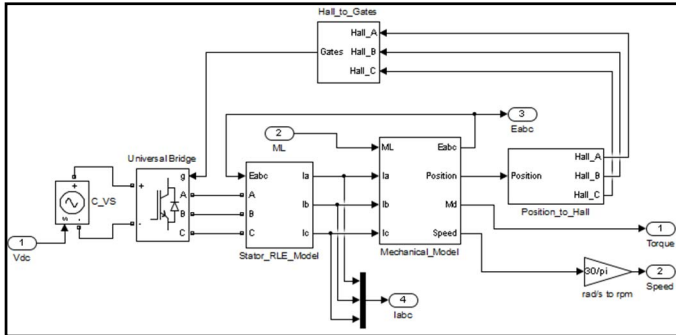 Hall_to_Gates
Hall_A
Gates Hall_B
Hall_C
2
ML
3
Eabc
Universal Bridge
g
+
A
B
-
C
C_VS
+
s -
1
Vdc
Eabc Ia
A
B Ib
C Ic
Stator_RLE_Model
ML Eabc
Ia Position
Ib Md
Ic Speed
Mechanical_Model
Hall_A
Position Hall_B
Hall_C
Position_to_Hall
1
Torque
30/pi
rad/s to rpm
2
Speed
4
Iabc